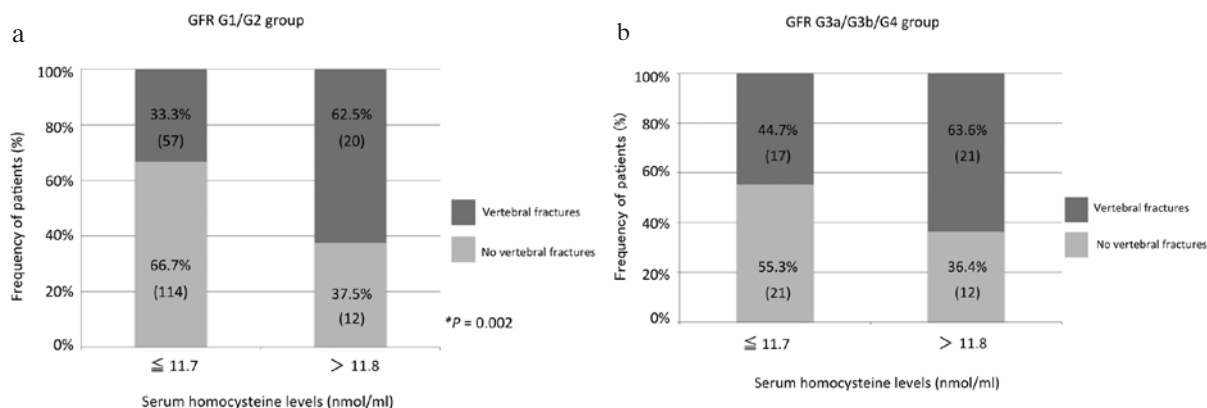 a
GFR G1/G2 group
Frequency of patients (%)
100%
80%
60%
40%
20%
0%
33.3%
(57)
62.5%
(20)
66.7%
(114)
37.5%
(12)
Vertebral fractures
No vertebral fractures
*P = 0.002
≦ 11.7
> 11.8
Serum homocysteine levels (nmol/ml)
b
GFR G3a/G3b/G4 group
Frequency of patients (%)
100%
80%
60%
40%
20%
0%
44.7%
(17)
63.6%
(21)
55.3%
(21)
36.4%
(12)
Vertebral fractures
No vertebral fractures
≦ 11.7
> 11.8
Serum homocysteine levels (nmol/ml)